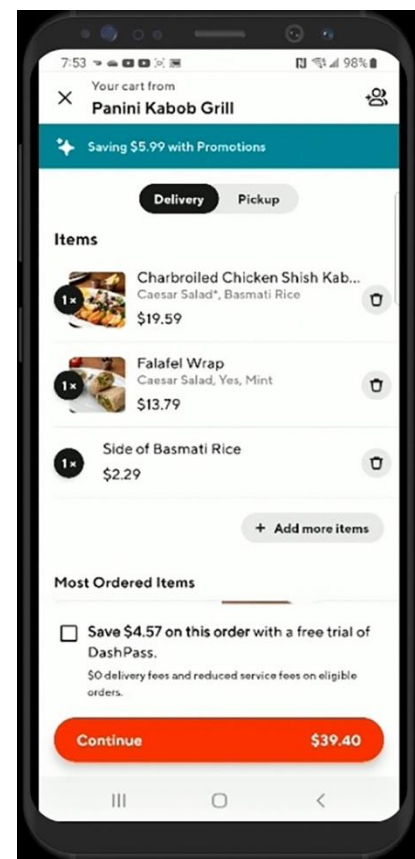 7:53
98%
Your cart from
Panini Kabob Grill
Saving $5.99 with Promotions
Delivery Pickup
Items
1×
Charbroiled Chicken Shish Kab...
Caesar Salad*, Basmati Rice
$19.59
1×
Falafel Wrap
Caesar Salad, Yes, Mint
$13.79
1×
Side of Basmati Rice
$2.29
+ Add more items
Most Ordered Items
Save $4.57 on this order with a free trial of
DashPass.
$0 delivery fees and reduced service fees on eligible
orders.
Continue $39.40